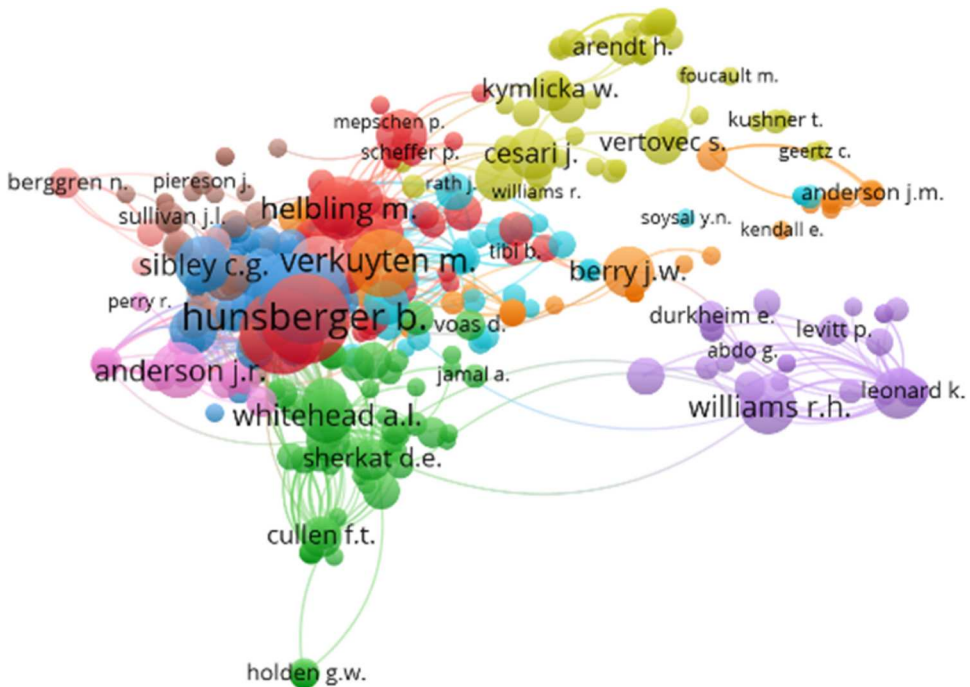 arendt h.
foucault m.
kymlicka w.
mepschen p.
kushner t.
vertovec s.
scheffer p.
cesari j.
geertz c.
berggren n.
piereson j.
rath j.
williams r.
anderson j.m.
sullivan j.l.
helbling m.
soysal y.n.
kendall e.
tibi b.
sibley c.g.
verkuyten m.
berry j.w.
perry r.
hunsberger b.
voas d.
durkheim e.
levitt p.
abdo g.
anderson j.r.
jamal a.
leonard k.
williams r.h.
whitehead a.l.
sherkat d.e.
cullen f.t.
holden g.w.